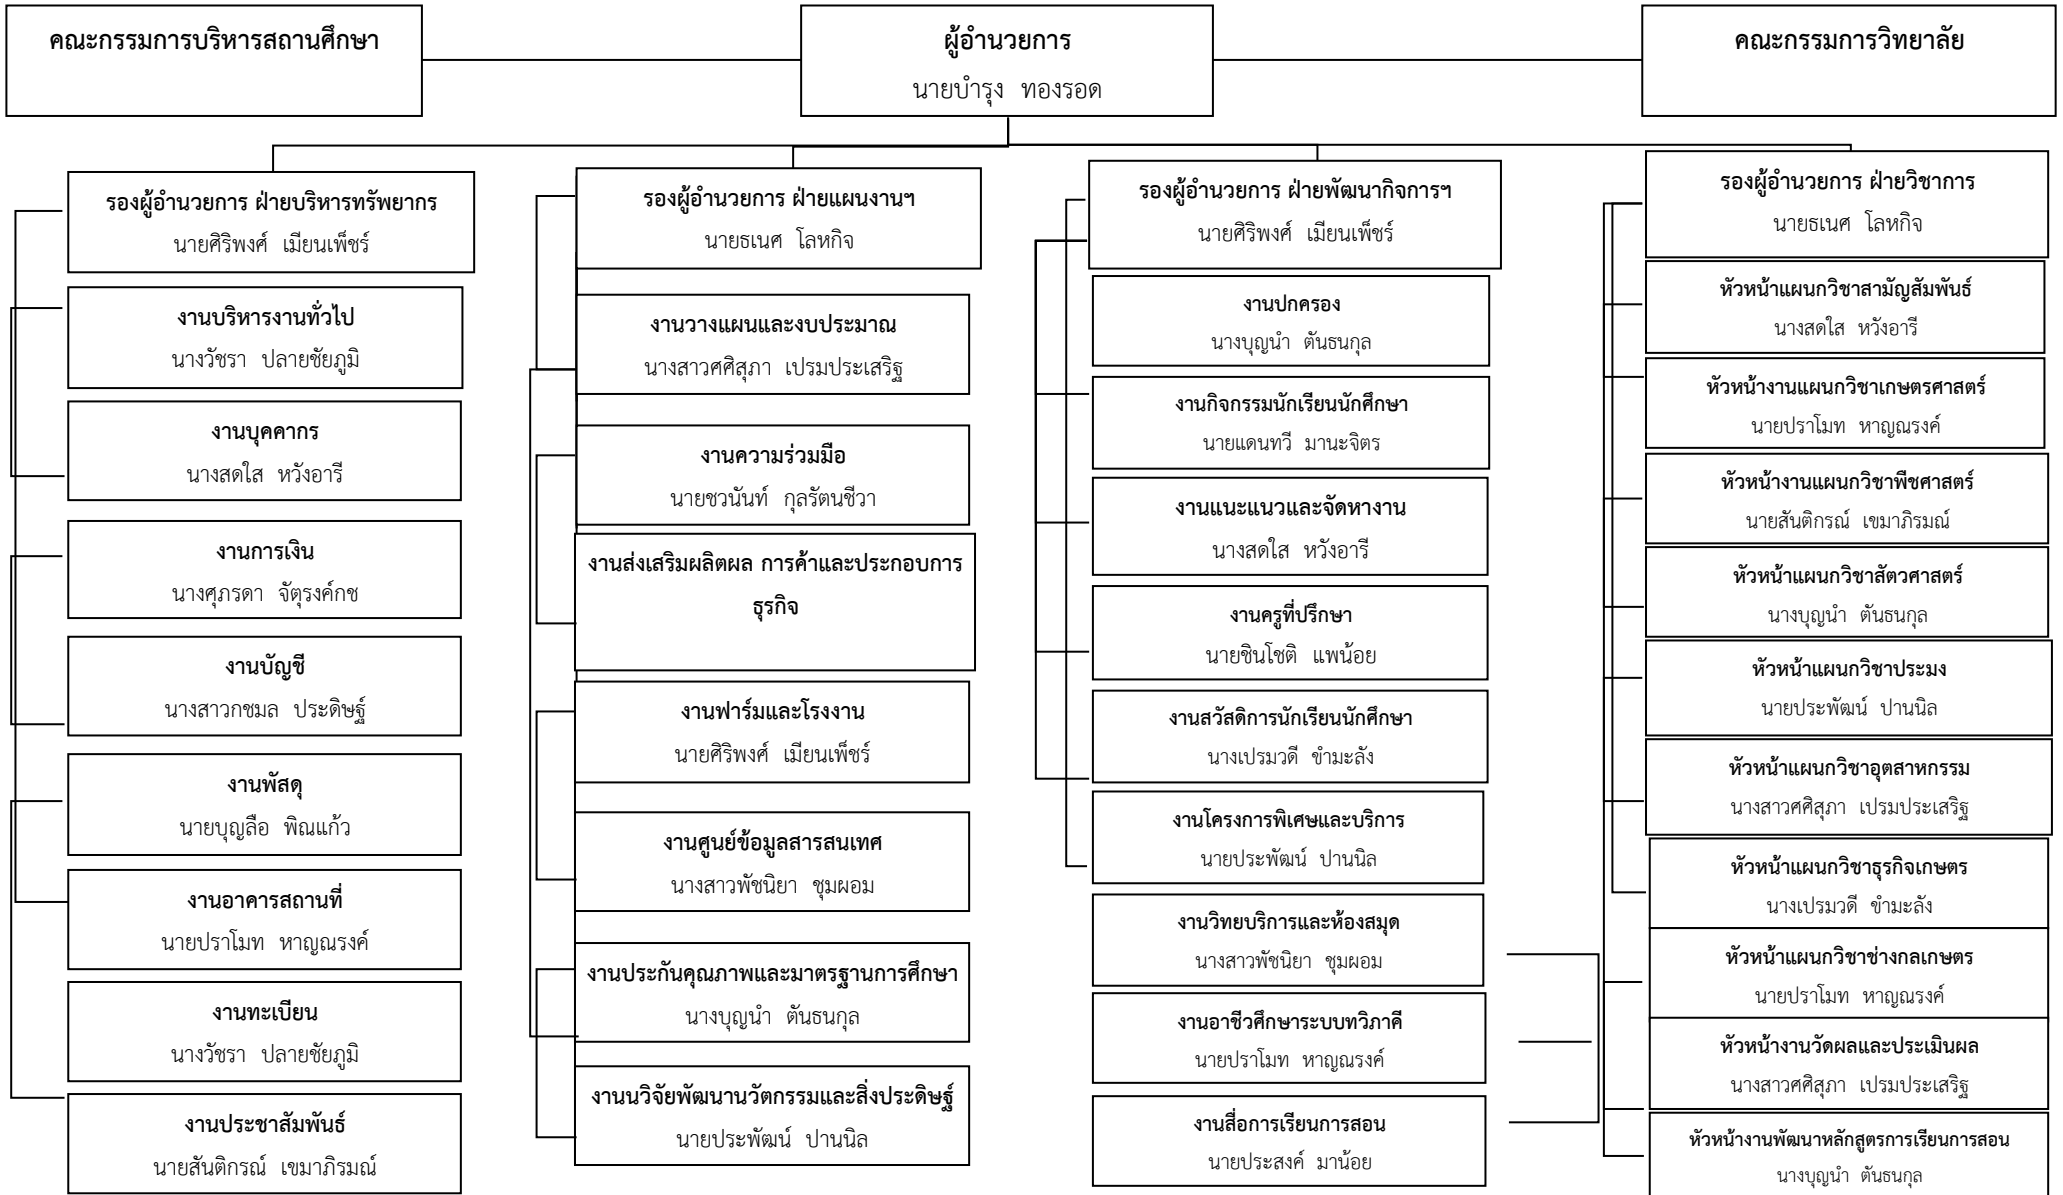 คณะกรรมการบริหารสถานศึกษา
ผู้อำนวยการ
นายบำรุง ทองรอด
คณะกรรมการวิทยาลัย
รองผู้อำนวยการ ฝ่ายบริหารทรัพยากร
นายศิริพงศ์ เมียนเพ็ชร์
งานบริหารงานทั่วไป
นางวัชรา ปลายชัยภูมิ
งานบุคคากร
นางสดใส หวังอารี
งานการเงิน
นางศุภรดา จัตุรงค์กช
งานบัญชี
นางสาวกชมล ประดิษฐ์
งานพัสดุ
นายบุญลือ พิณแก้ว
งานอาคารสถานที่
นายปราโมท หาญณรงค์
งานทะเบียน
นางวัชรา ปลายชัยภูมิ
งานประชาสัมพันธ์
นายสันติกรณ์ เขมาภิรมณ์
รองผู้อำนวยการ ฝ่ายแผนงานฯ
นายธเนศ โลหกิจ
งานวางแผนและงบประมาณ
นางสาวศศิสุภา เปรมประเสริฐ
งานความร่วมมือ
นายชวนันท์ กุลรัตนชีวา
งานส่งเสริมผลิตผล การค้าและประกอบการ
ธุรกิจ
งานฟาร์มและโรงงาน
นายศิริพงศ์ เมียนเพ็ชร์
งานศูนย์ข้อมูลสารสนเทศ
นางสาวพัชนิยา ชุมผอม
งานประกันคุณภาพและมาตรฐานการศึกษา
นางบุญนำ ตันธนกุล
งานนวิจัยพัฒนานวัตกรรมและสิ่งประดิษฐ์
นายประพัฒน์ ปานนิล
รองผู้อำนวยการ ฝ่ายพัฒนากิจการฯ
นายศิริพงศ์ เมียนเพ็ชร์
งานปกครอง
นางบุญนำ ตันธนกุล
งานกิจกรรมนักเรียนนักศึกษา
นายแดนทวี มานะจิตร
งานแนะแนวและจัดหางาน
นางสดใส หวังอารี
งานครูที่ปรึกษา
นายชินโชติ แพน้อย
งานสวัสดิการนักเรียนนักศึกษา
นางเปรมวดี ขำมะลัง
งานโครงการพิเศษและบริการ
นายประพัฒน์ ปานนิล
งานวิทยบริการและห้องสมุด
นางสาวพัชนิยา ชุมผอม
งานอาชีวศึกษาระบบทวิภาคี
นายปราโมท หาญณรงค์
งานสื่อการเรียนการสอน
นายประสงค์ มาน้อย
รองผู้อำนวยการ ฝ่ายวิชาการ
นายธเนศ โลหกิจ
หัวหน้าแผนกวิชาสามัญสัมพันธ์
นางสดใส หวังอารี
หัวหน้างานแผนกวิชาเกษตรศาสตร์
นายปราโมท หาญณรงค์
หัวหน้างานแผนกวิชาพืชศาสตร์
นายสันติกรณ์ เขมาภิรมณ์
หัวหน้าแผนกวิชาสัตวศาสตร์
นางบุญนำ ตันธนกุล
หัวหน้าแผนกวิชาประมง
นายประพัฒน์ ปานนิล
หัวหน้าแผนกวิชาอุตสาหกรรม
นางสาวศศิสุภา เปรมประเสริฐ
หัวหน้าแผนกวิชาธุรกิจเกษตร
นางเปรมวดี ขำมะลัง
หัวหน้าแผนกวิชาช่างกลเกษตร
นายปราโมท หาญณรงค์
หัวหน้างานวัดผลและประเมินผล
นางสาวศศิสุภา เปรมประเสริฐ
หัวหน้างานพัฒนาหลักสูตรการเรียนการสอน
นางบุญนำ ตันธนกุล